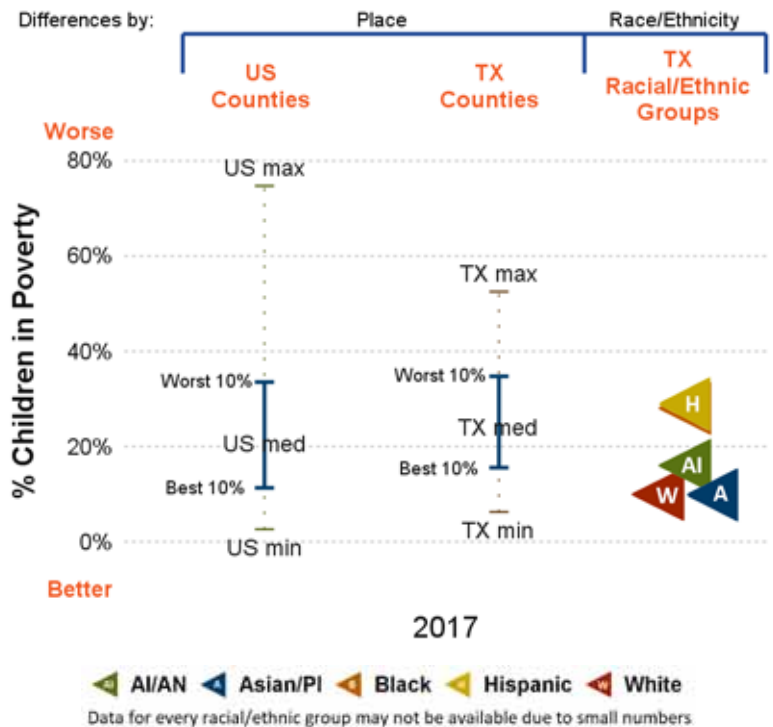 Differences by: Place Race/Ethnicity
US Counties
TX Counties
TX Racial/Ethnic Groups
Worse
80%
60%
40%
20%
0%
% Children in Poverty
US max
Worst 10%
US med
Best 10%
US min
TX max
Worst 10%
TX med
Best 10%
TX min
H
AI
W A
Better
2017
AI AI/AN A Asian/PI Black H Hispanic W White
Data for every racial/ethnic group may not be available due to small numbers